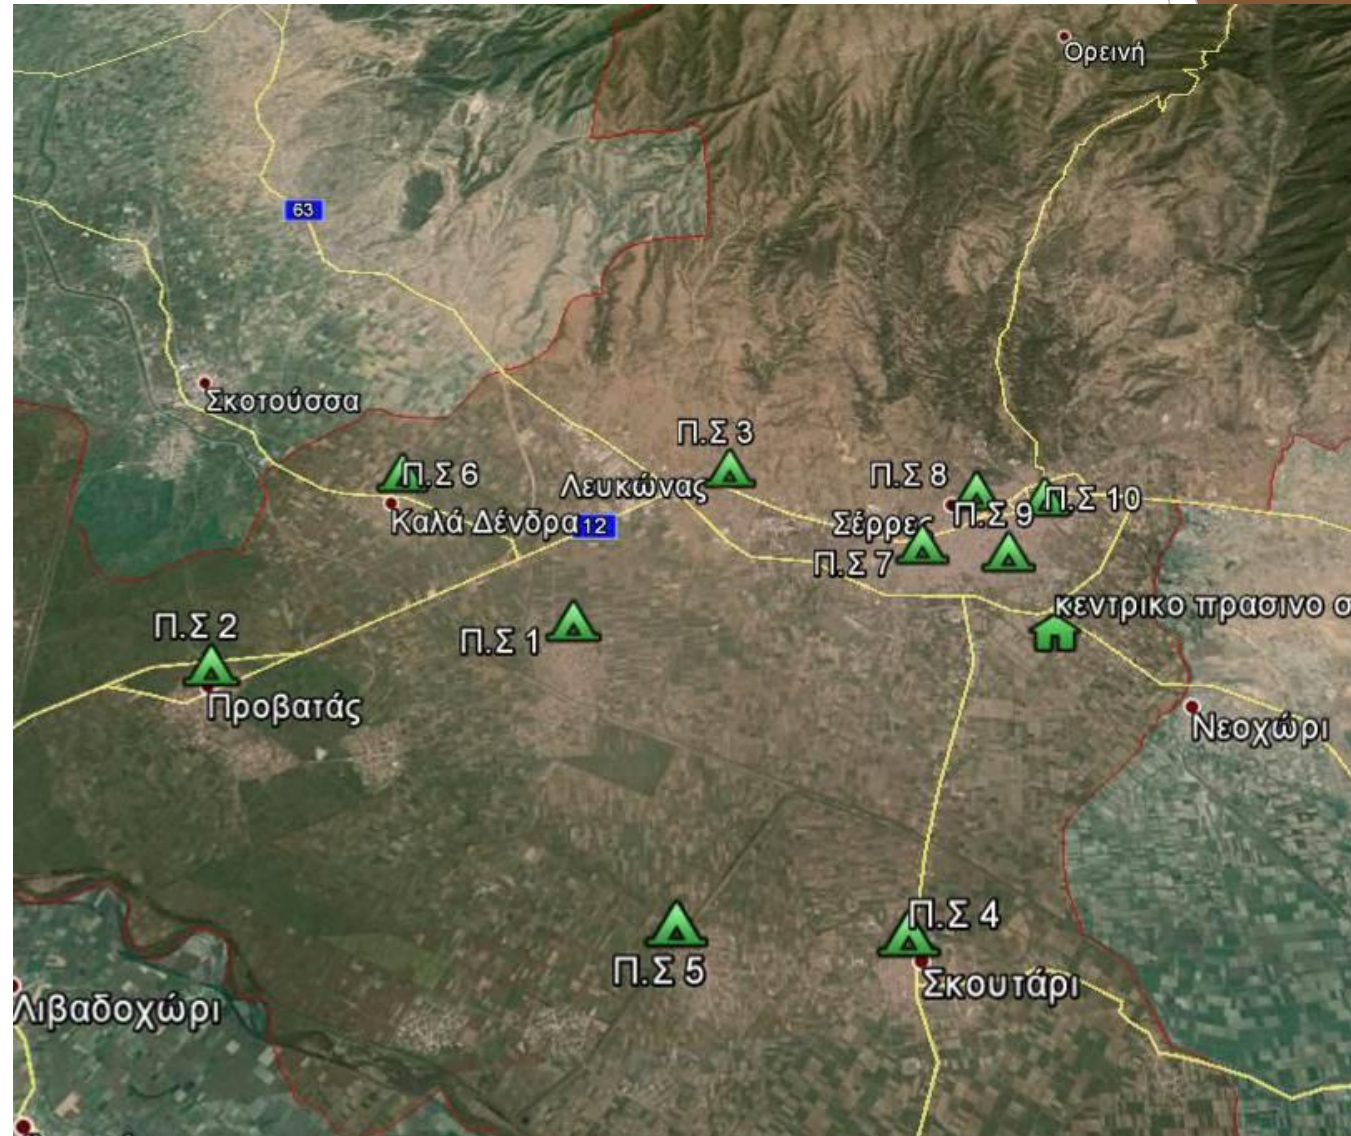 Ορεινή
63
Σκοτούσσα
Π.Σ 3
Π.Σ 6
Λευκώνας
Π.Σ 8
Π.Σ 10
Καλά Δένδρα
12
Σέρρες
Π.Σ 9
Π.Σ 7
κεντρικο πρασινο σ
Π.Σ 2
Π.Σ 1
Προβατάς
Νεοχώρι
Π.Σ 4
Π.Σ 5
Σκουτάρι
Λιβαδοχώρι